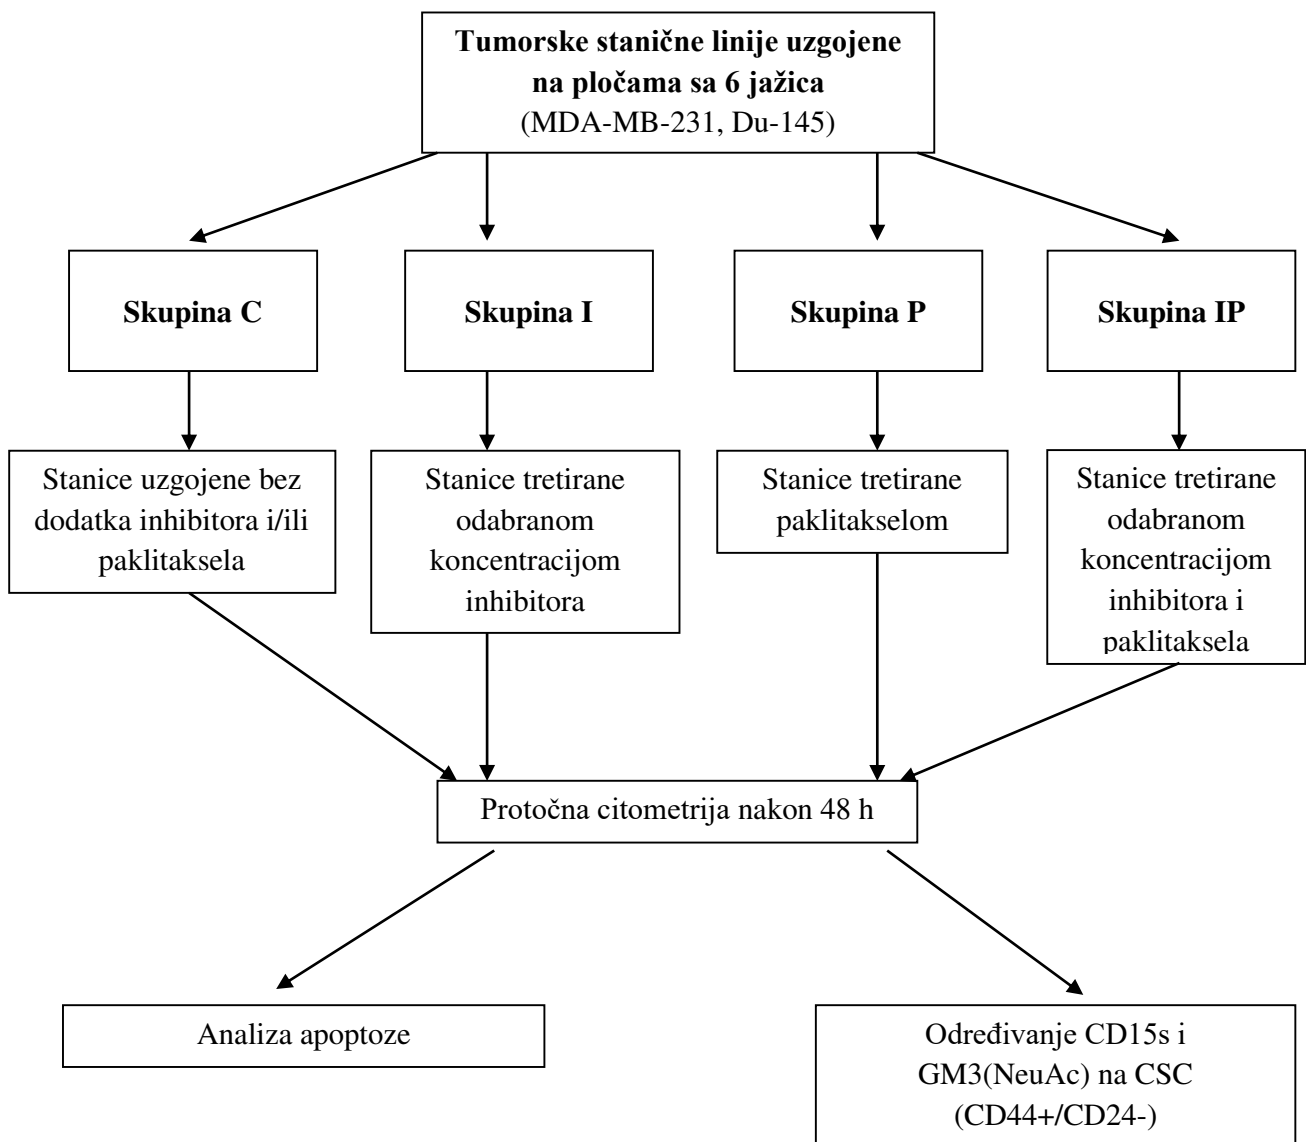 Tumorske stanične linije uzgojene
na pločama sa 6 jažica
(MDA-MB-231, Du-145)
Skupina C
Skupina I
Skupina P
Skupina IP
Stanice uzgojene bez
dodatka inhibitora i/ili
paklitaksela
Stanice tretirane
odabranom
koncentracijom
inhibitora
Stanice tretirane
paklitakselom
Stanice tretirane
odabranom
koncentracijom
inhibitora i
paklitaksela
Protočna citometrija nakon 48 h
Analiza apoptoze
Određivanje CD15s i
GM3(NeuAc) na CSC
(CD44+/CD24-)